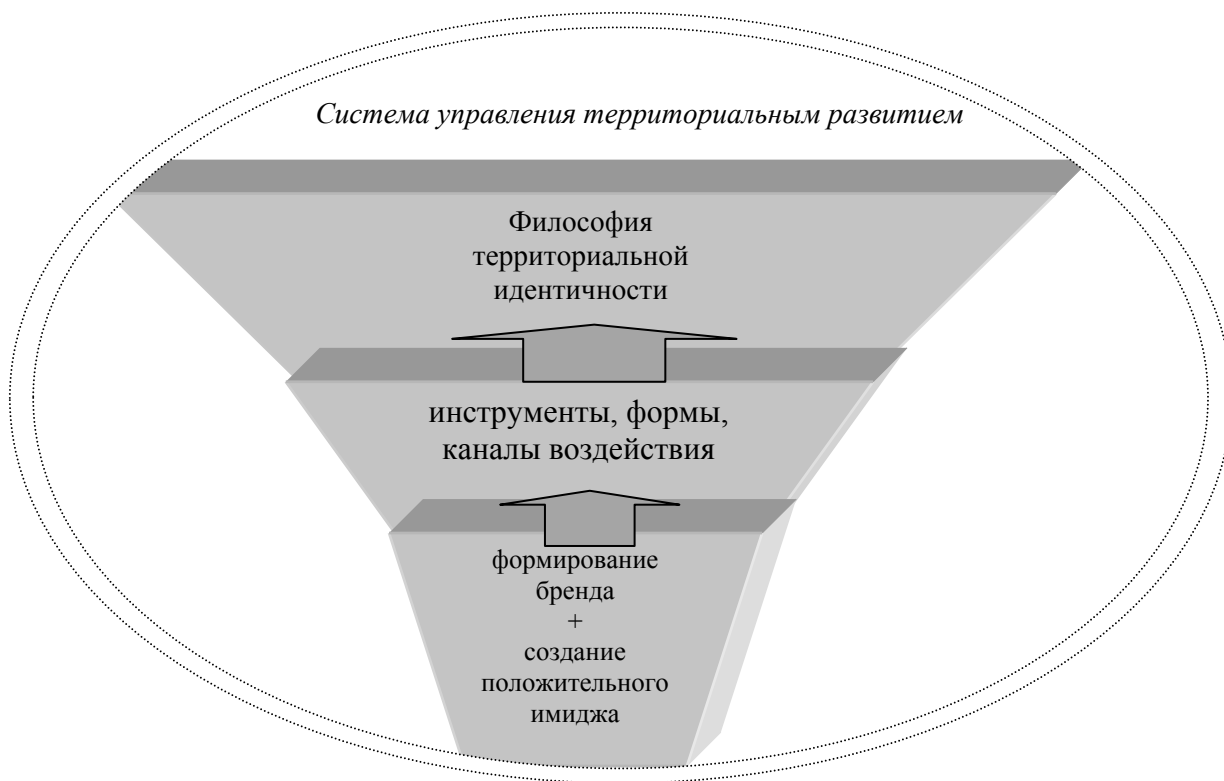 Система управления территориальным развитием
Философия
территориальной
идентичности
инструменты, формы,
каналы воздействия
формирование
бренда
+
создание
положительного
имиджа